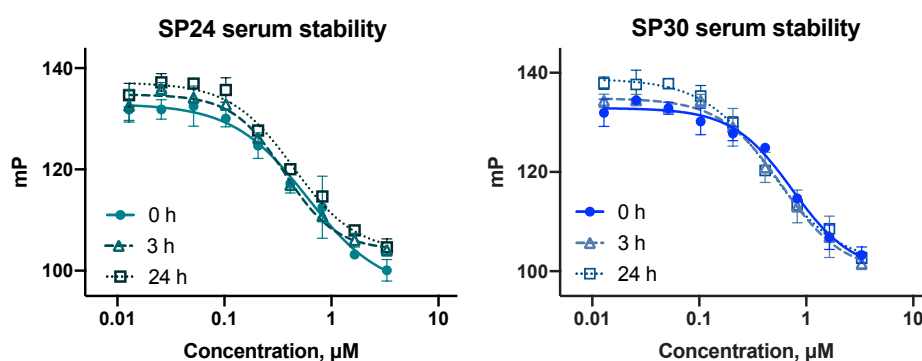 SP24 serum stability
mP
140
120
100
0 h
3 h
24 h
0.01
0.1
1
10
Concentration, µM
SP30 serum stability
mP
140
120
100
0 h
3 h
24 h
0.01
0.1
1
10
Concentration, µM